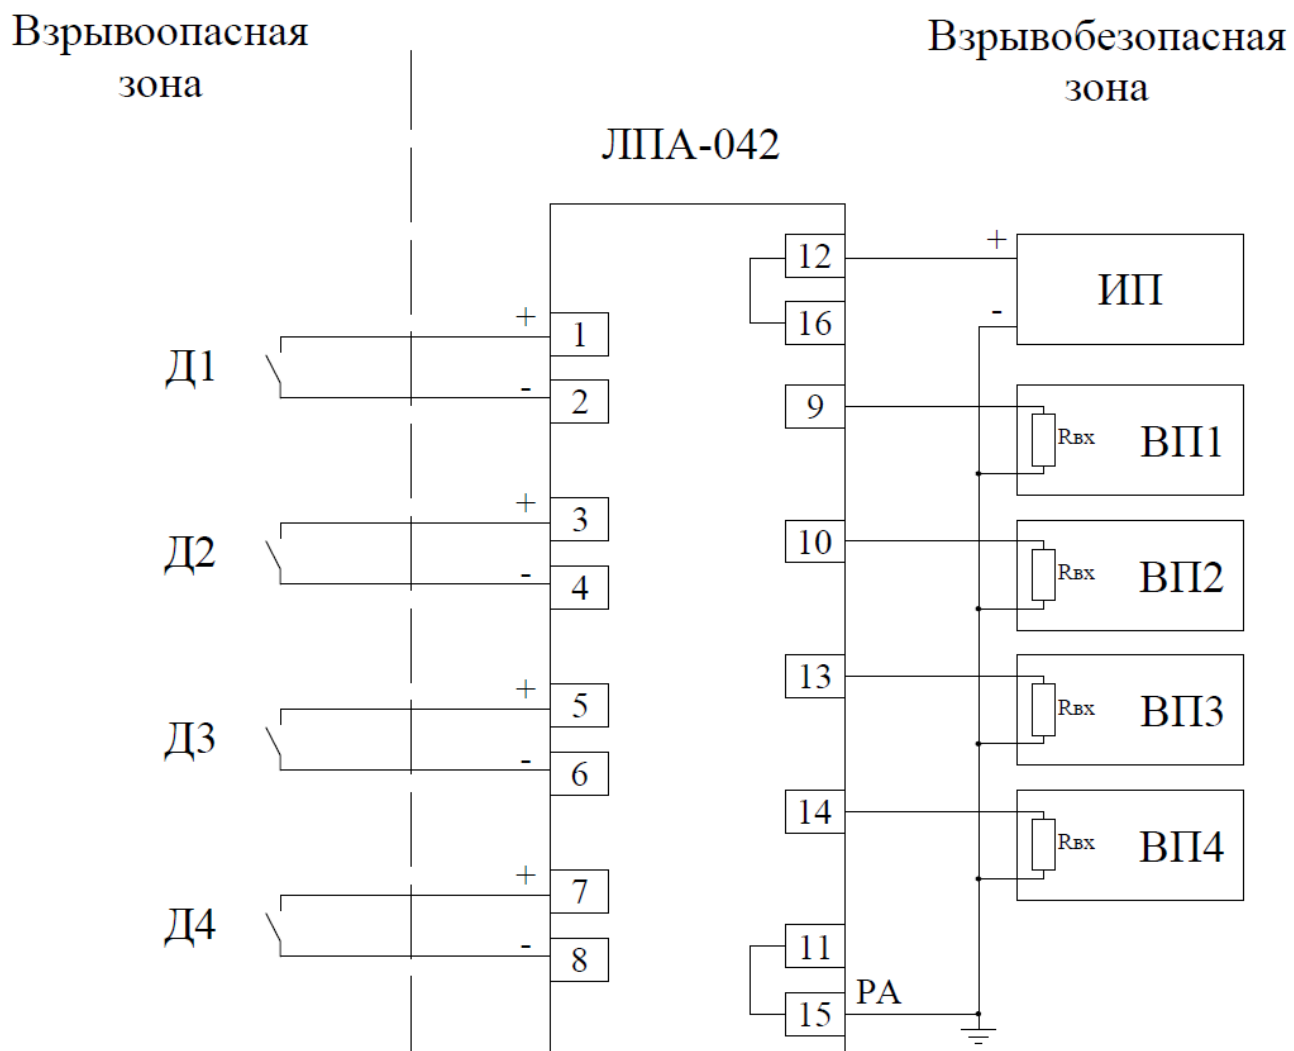 Взрывоопасная
зона
Взрывобезопасная
зона
ЛПА-042
12
+
ИП
-
16
Д1
+
1
-
2
9
Rвх
ВП1
Д2
+
3
-
4
10
Rвх
ВП2
Д3
+
5
-
6
13
Rвх
ВП3
14
Rвх
ВП4
Д4
+
7
-
8
11
15
PA